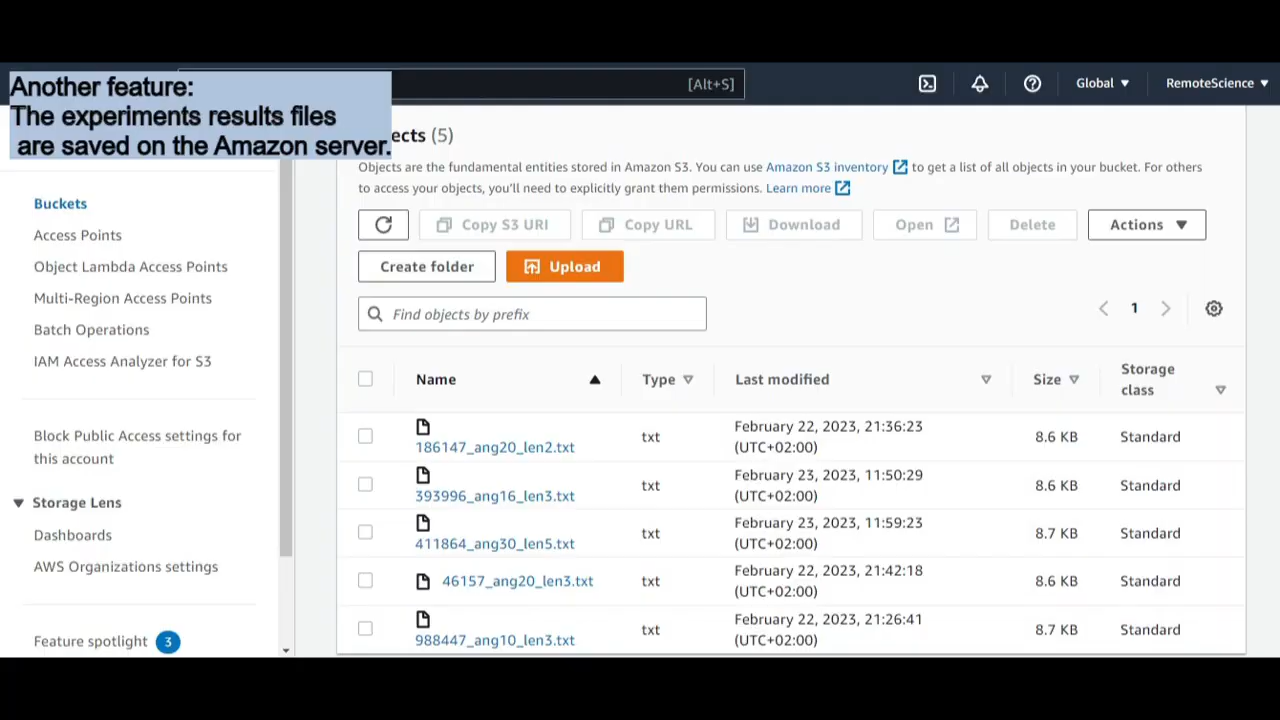 Another feature:
The experiments results files
are saved on the Amazon server.
[Alt+S]
Global
RemoteScience
Buckets
Access Points
Object Lambda Access Points
Multi-Region Access Points
Batch Operations
IAM Access Analyzer for S3
Block Public Access settings for
this account
Storage Lens
Dashboards
AWS Organizations settings
Feature spotlight 3
ects (5)
Objects are the fundamental entities stored in Amazon S3. You can use Amazon S3 inventory to get a list of all objects in your bucket. For others
to access your objects, you'll need to explicitly grant them permissions. Learn more
Copy S3 URI
Copy URL
Download
Open
Delete
Actions
Create folder
Upload
Find objects by prefix
1
Name
Type
Last modified
Size
Storage
class
186147_ang20_len2.txt
txt
February 22, 2023, 21:36:23
(UTC+02:00)
8.6 KB
Standard
393996_ang16_len3.txt
txt
February 23, 2023, 11:50:29
(UTC+02:00)
8.6 KB
Standard
411864_ang30_len5.txt
txt
February 23, 2023, 11:59:23
(UTC+02:00)
8.7 KB
Standard
46157_ang20_len3.txt
txt
February 22, 2023, 21:42:18
(UTC+02:00)
8.6 KB
Standard
988447_ang10_len3.txt
txt
February 22, 2023, 21:26:41
(UTC+02:00)
8.7 KB
Standard